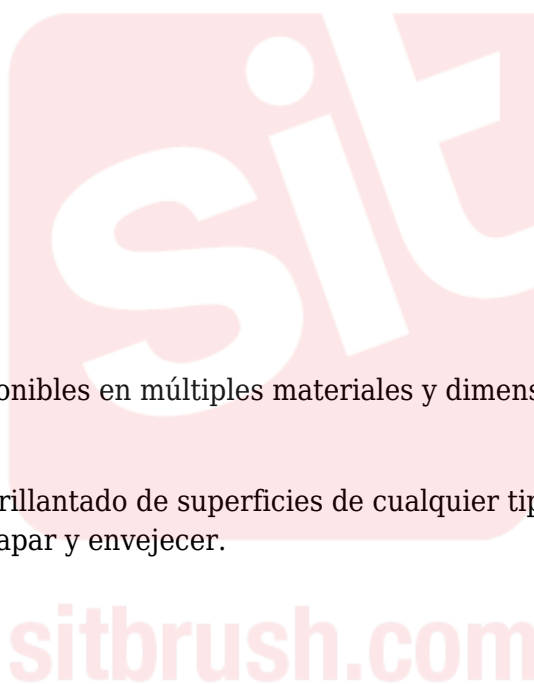 sit
onibles en múltiples materiales y dimens
rillantado de superficies de cualquier tip
apar y envejecer.
sitbrush.com